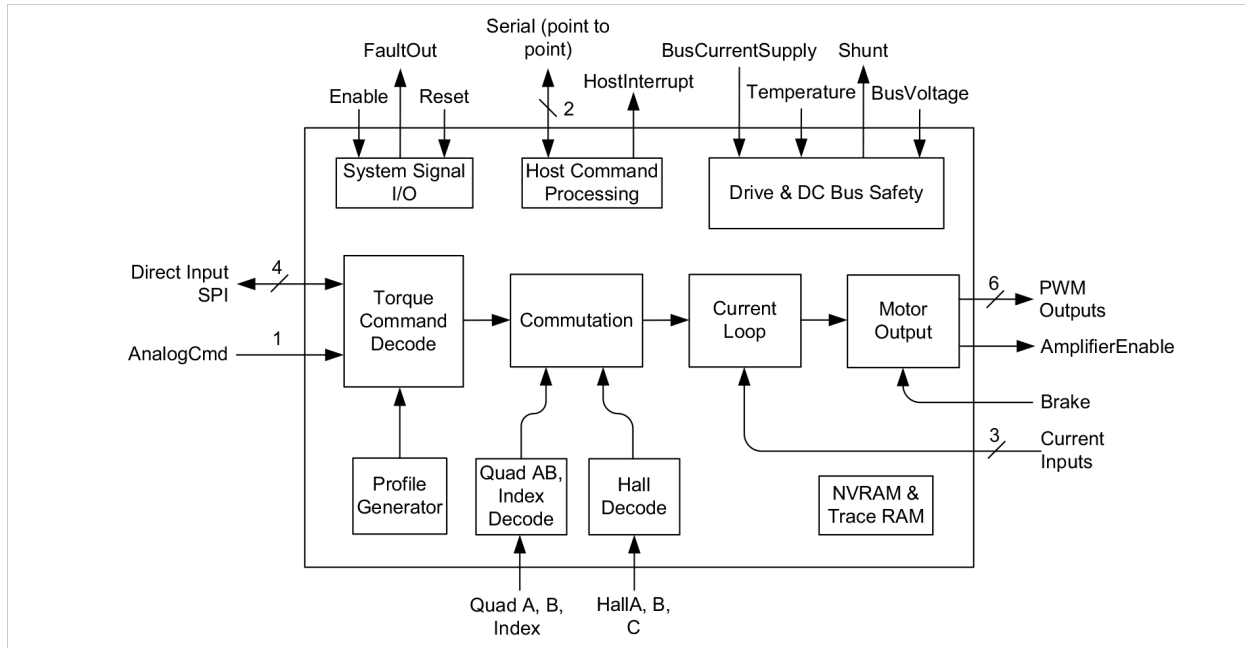 Serial (point to
point)
FaultOut
BusCurrentSupply
Shunt
HostInterrupt
Enable
Reset
2
Temperature
BusVoltage
System Signal
I/O
Host Command
Processing
Drive & DC Bus Safety
Direct Input
SPI
4
Torque
Command
Decode
Commutation
Current
Loop
Motor
Output
6
PWM
Outputs
AnalogCmd
1
AmplifierEnable
Brake
3
Current
Inputs
Profile
Generator
Quad AB,
Index
Decode
Hall
Decode
NVRAM &
Trace RAM
Quad A, B,
Index
HallA, B,
C